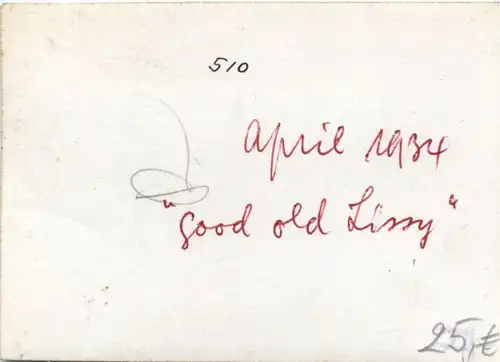 510
April 1934
"good old Lissy"
25,-€